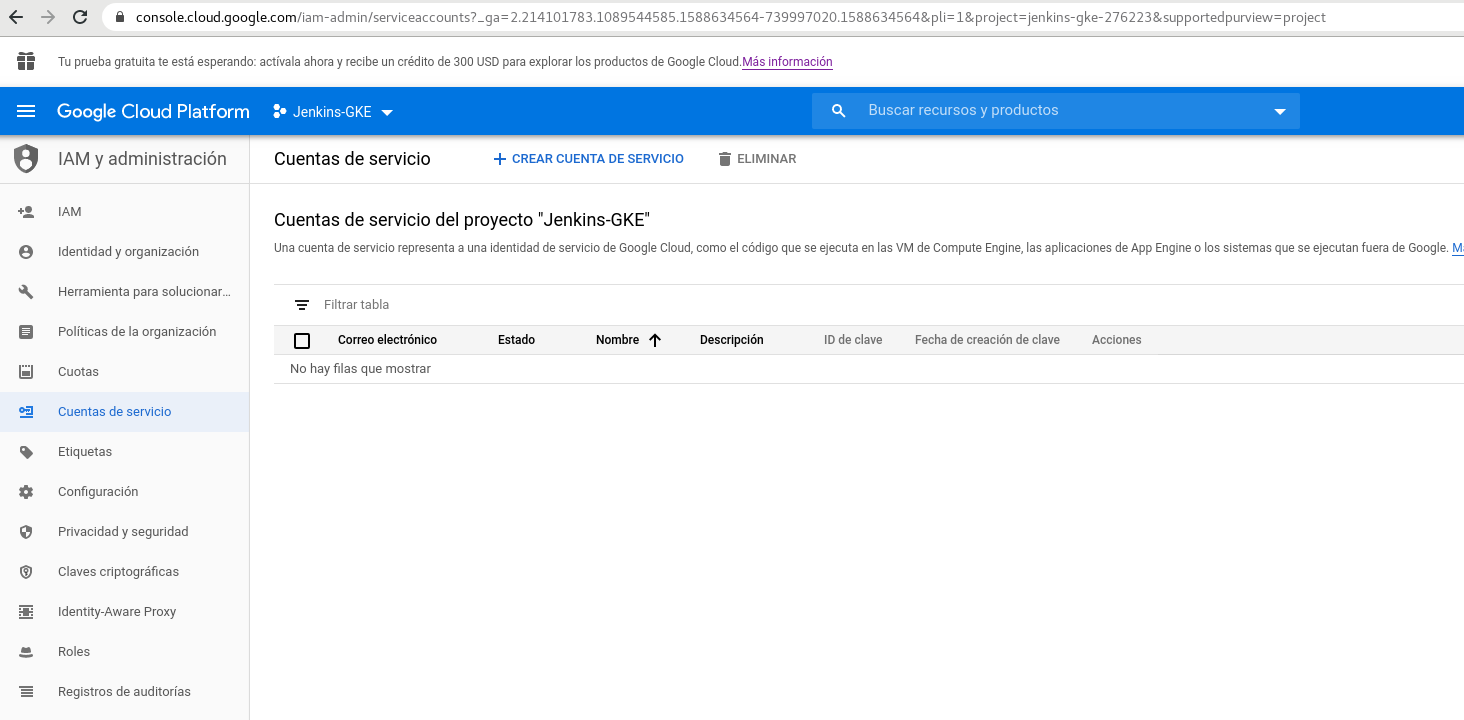 console.cloud.google.com/iam-admin/serviceaccounts?_ga=2.214101783.1089544585.1588634564-739997020.1588634564&pli=1&project=jenkins-gke-276223&supportedpurview=project
Tu prueba gratuita te está esperando: actívala ahora y recibe un crédito de 300 USD para explorar los productos de Google Cloud.Más información
Google Cloud Platform Jenkins-GKE Buscar recursos y productos
IAM y administración
Cuentas de servicio CREAR CUENTA DE SERVICIO ELIMINAR
IAM
Identidad y organización
Herramienta para solucionar...
Políticas de la organización
Cuotas
Cuentas de servicio
Etiquetas
Configuración
Privacidad y seguridad
Claves criptográficas
Identity-Aware Proxy
Roles
Registros de auditorías
Cuentas de servicio del proyecto "Jenkins-GKE"
Una cuenta de servicio representa a una identidad de servicio de Google Cloud, como el código que se ejecuta en las VM de Compute Engine, las aplicaciones de App Engine o los sistemas que se ejecutan fuera de Google.
Filtrar tabla
Correo electrónico Estado Nombre Descripción ID de clave Fecha de creación de clave Acciones
No hay filas que mostrar